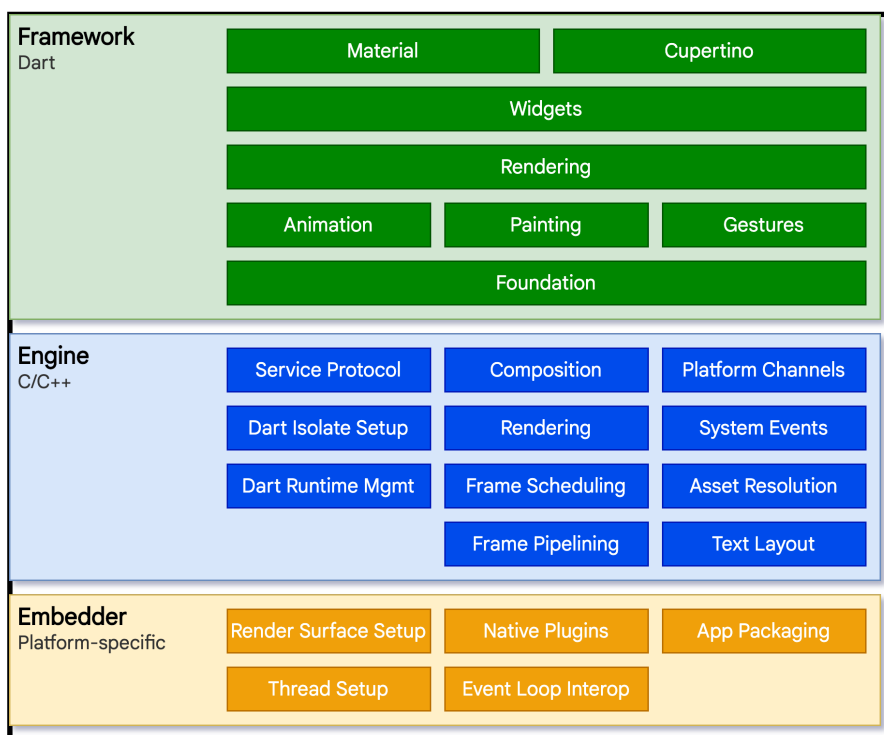 Framework
Dart
Material
Cupertino
Widgets
Rendering
Animation
Painting
Gestures
Foundation
Engine
C/C++
Service Protocol
Composition
Platform Channels
Dart Isolate Setup
Rendering
System Events
Dart Runtime Mgmt
Frame Scheduling
Asset Resolution
Frame Pipelining
Text Layout
Embedder
Platform-specific
Render Surface Setup
Native Plugins
App Packaging
Thread Setup
Event Loop Interop